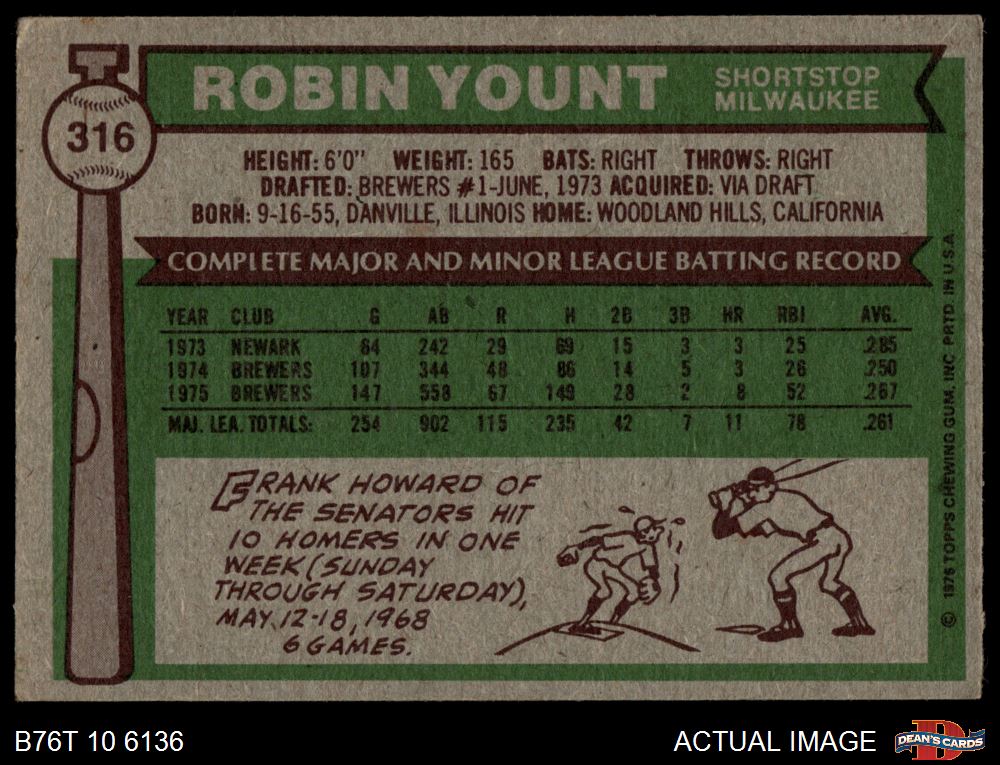 316
ROBIN YOUNT
SHORTSTOP
MILWAUKEE
HEIGHT: 6'0" WEIGHT: 165 BATS: RIGHT THROWS: RIGHT
DRAFTED: BREWERS #1-JUNE, 1973 ACQUIRED: VIA DRAFT
BORN: 9-16-55, DANVILLE, ILLINOIS HOME: WOODLAND HILLS, CALIFORNIA
COMPLETE MAJOR AND MINOR LEAGUE BATTING RECORD
YEAR CLUB G AB R H 2B 3B HR RBI AVG.
1973 NEWARK 64 242 29 69 15 3 3 25 .285
1974 BREWERS 107 344 48 86 14 5 3 26 .250
1975 BREWERS 147 558 67 149 28 2 8 52 .267
MAJ. LEA. TOTALS: 254 902 115 235 42 7 11 78 .261
FRANK HOWARD OF
THE SENATORS HIT
10 HOMERS IN ONE
WEEK (SUNDAY
THROUGH SATURDAY),
MAY 12-18, 1968
6 GAMES.
© 1976 TOPPS CHEWING GUM, INC PRTD IN U.S.A.
B76T 10 6136
ACTUAL IMAGE
DEAN'S CARDS